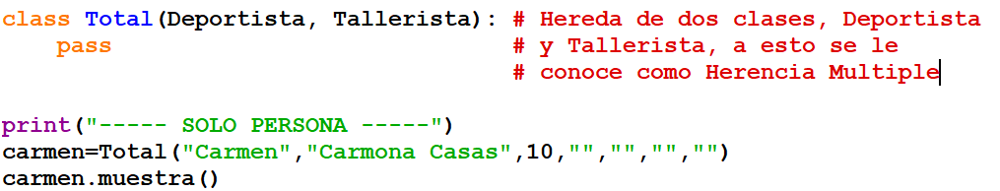 class Total(Deportista, Tallerista): # Hereda de dos clases, Deportista
    pass                             # y Tallerista, a esto se le
                                     # conoce como Herencia Multiple
print("----- SOLO PERSONA -----")
carmen=Total("Carmen","Carmona Casas",10,"","","","")
carmen.muestra()